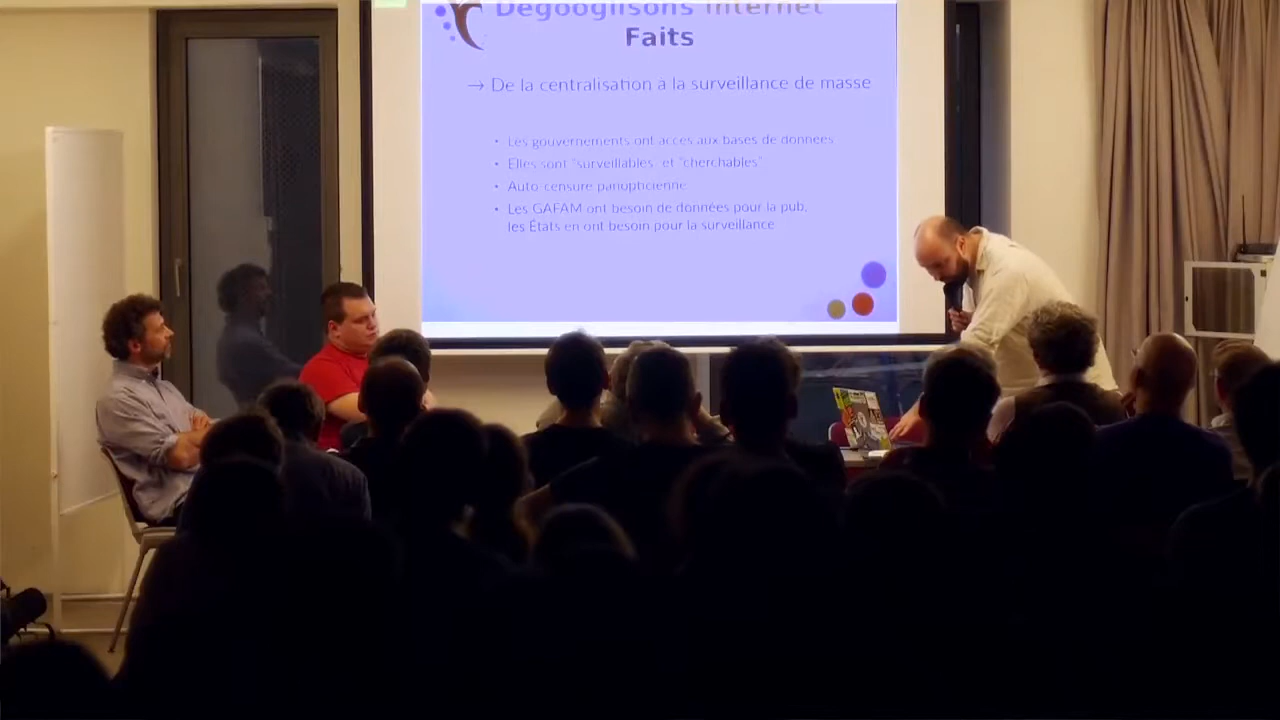 Dégooglisons Internet
Faits
→ De la centralisation à la surveillance de masse
• Les gouvernements ont accès aux bases de données
• Elles sont "surveillables" et "cherchables"
• Auto-censure panopticienne
• Les GAFAM ont besoin de données pour la pub,
les États en ont besoin pour la surveillance